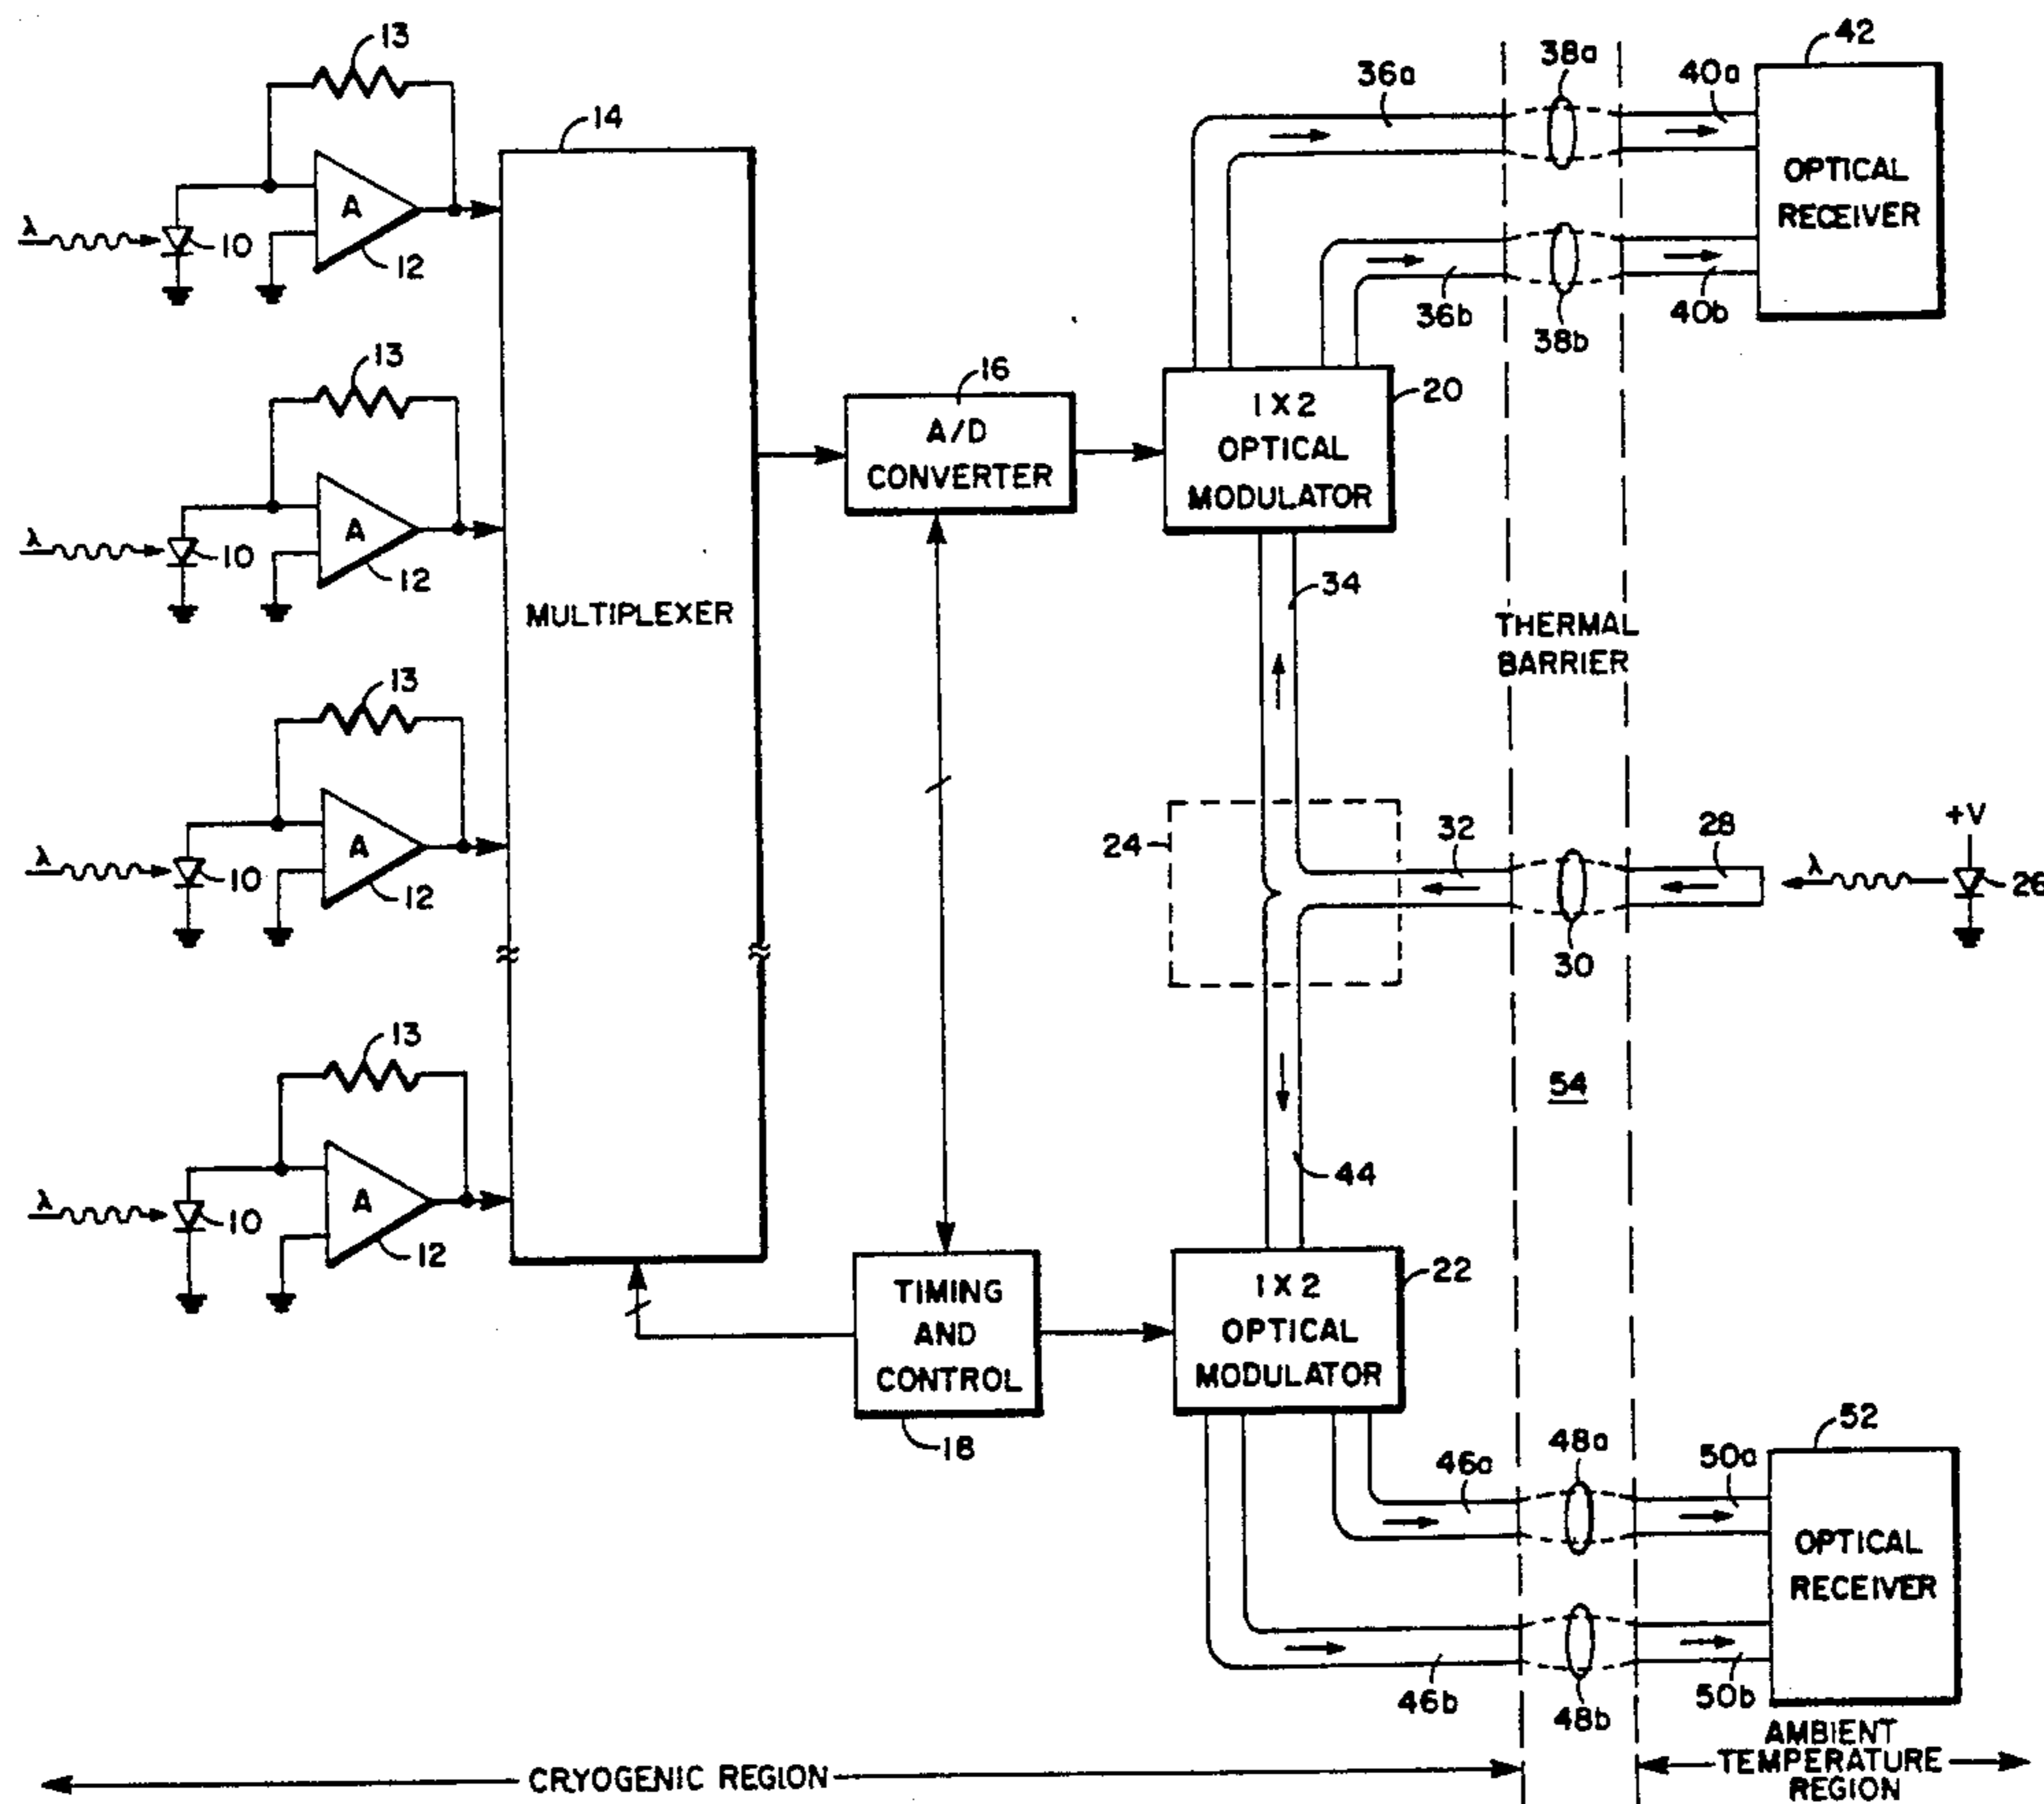 13
42
38a
36a
40a
14
OPTICAL
RECEIVER
A
λ
10
12
36b
38b
40b
13
16
20
1 X 2
OPTICAL
MODULATOR
A/D
CONVERTER
A
λ
10
12
34
MULTIPLEXER
THERMAL
BARRIER
13
+V
24
32
28
λ
26
A
λ
10
12
30
13
54
44
A
λ
10
12
TIMING
AND
CONTROL
18
1 X 2
OPTICAL
MODULATOR
22
52
48a
50a
46a
OPTICAL
RECEIVER
46b
48b
50b
CRYOGENIC REGION
AMBIENT
TEMPERATURE
REGION